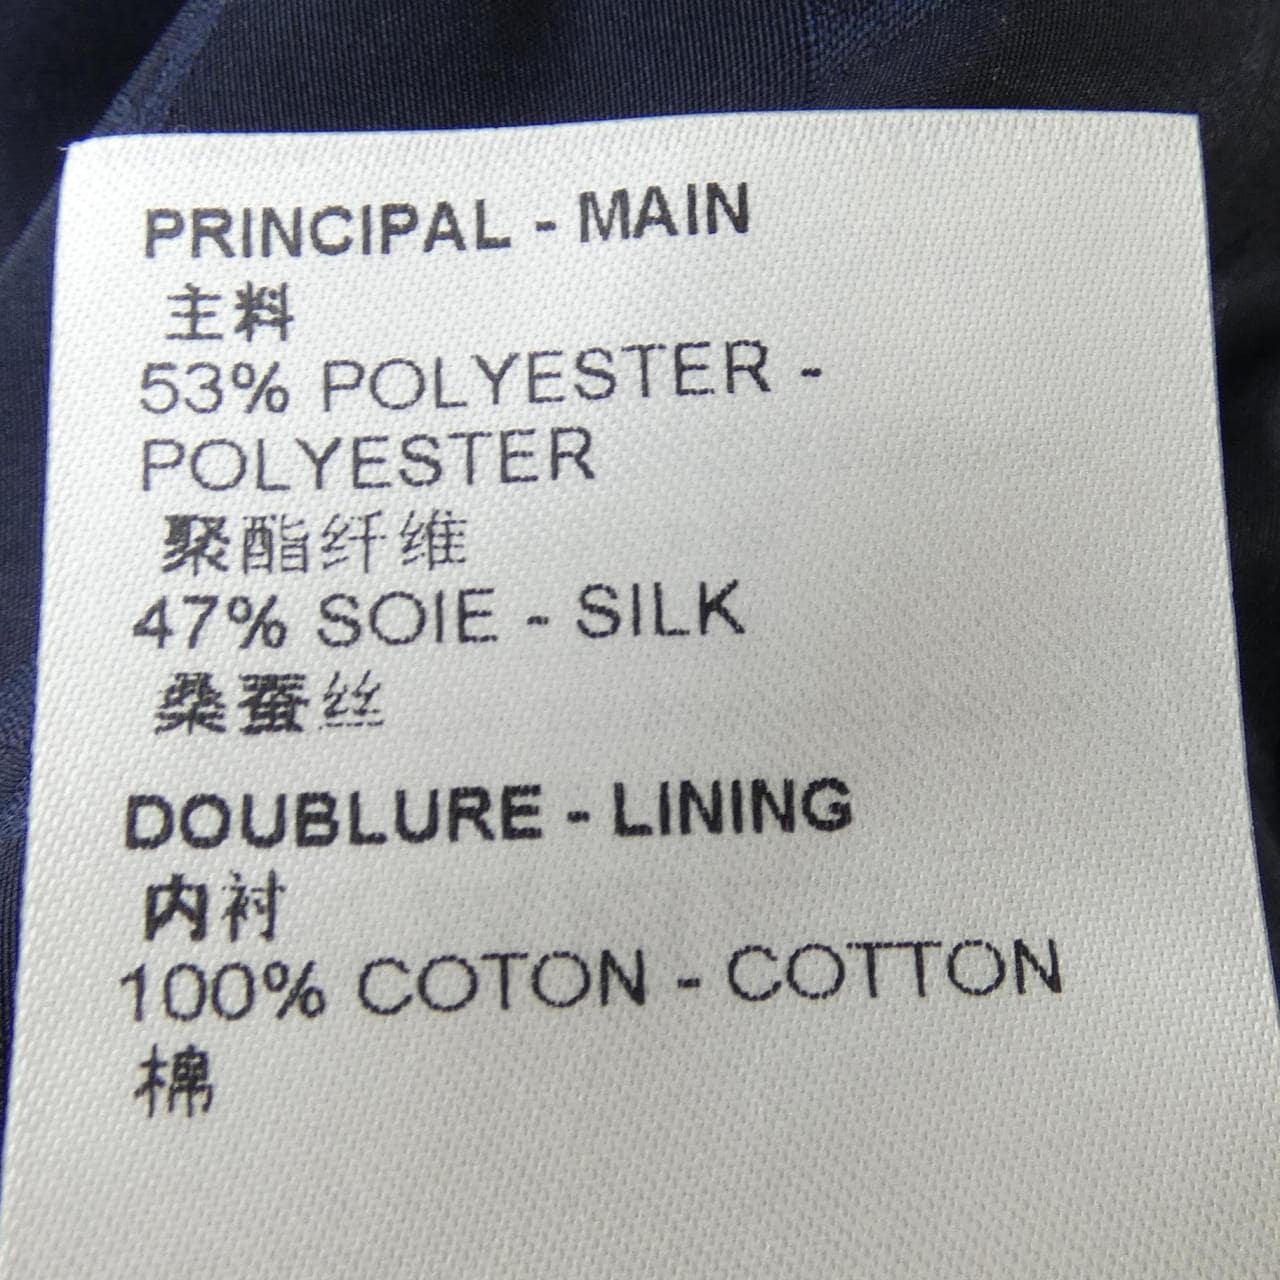 PRINCIPAL - MAIN
主料
53% POLYESTER -
POLYESTER
聚酯纤维
47% SOIE - SILK
桑蚕丝
DOUBLURE - LINING
内衬
100% COTON - COTTON
棉